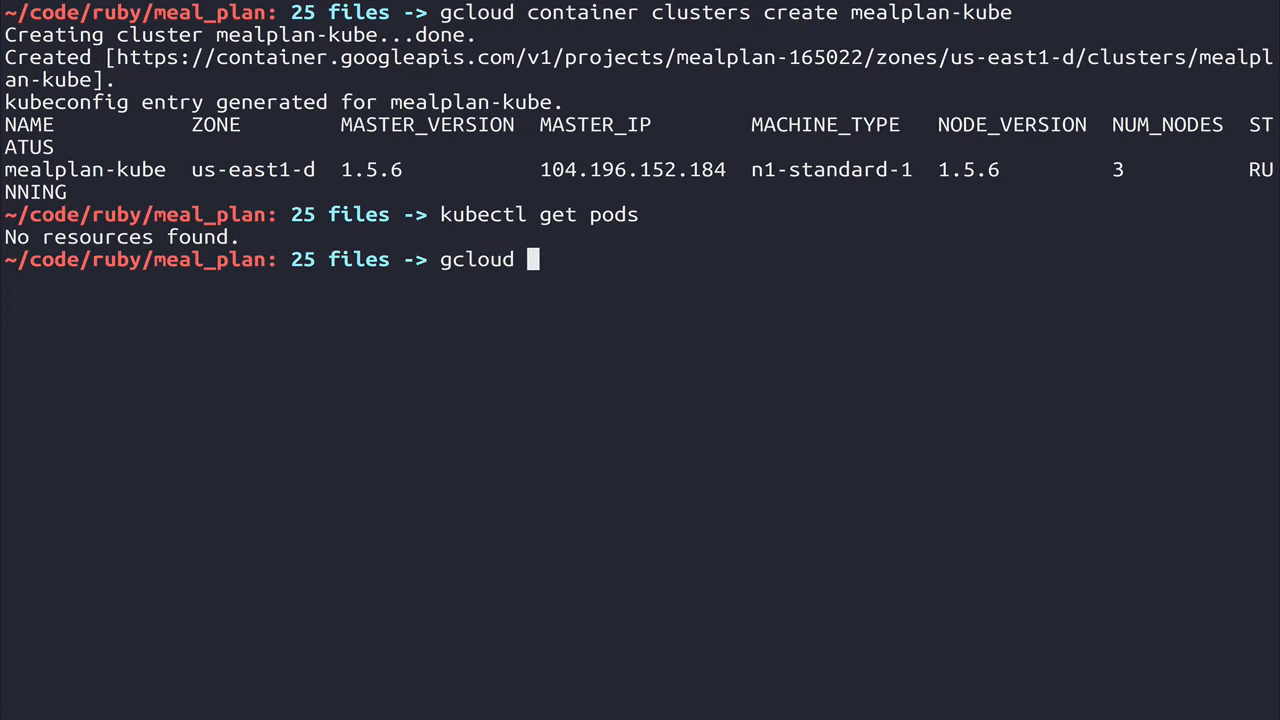 ~/code/ruby/meal_plan: 25 files -> gcloud container clusters create mealplan-kube
Creating cluster mealplan-kube...done.
Created [https://container.googleapis.com/v1/projects/mealplan-165022/zones/us-east1-d/clusters/mealpl
an-kube].
kubeconfig entry generated for mealplan-kube.
NAME           ZONE        MASTER_VERSION  MASTER_IP        MACHINE_TYPE   NODE_VERSION  NUM_NODES  ST
ATUS
mealplan-kube  us-east1-d  1.5.6           104.196.152.184  n1-standard-1  1.5.6         3          RU
NNING
~/code/ruby/meal_plan: 25 files -> kubectl get pods
No resources found.
~/code/ruby/meal_plan: 25 files -> gcloud